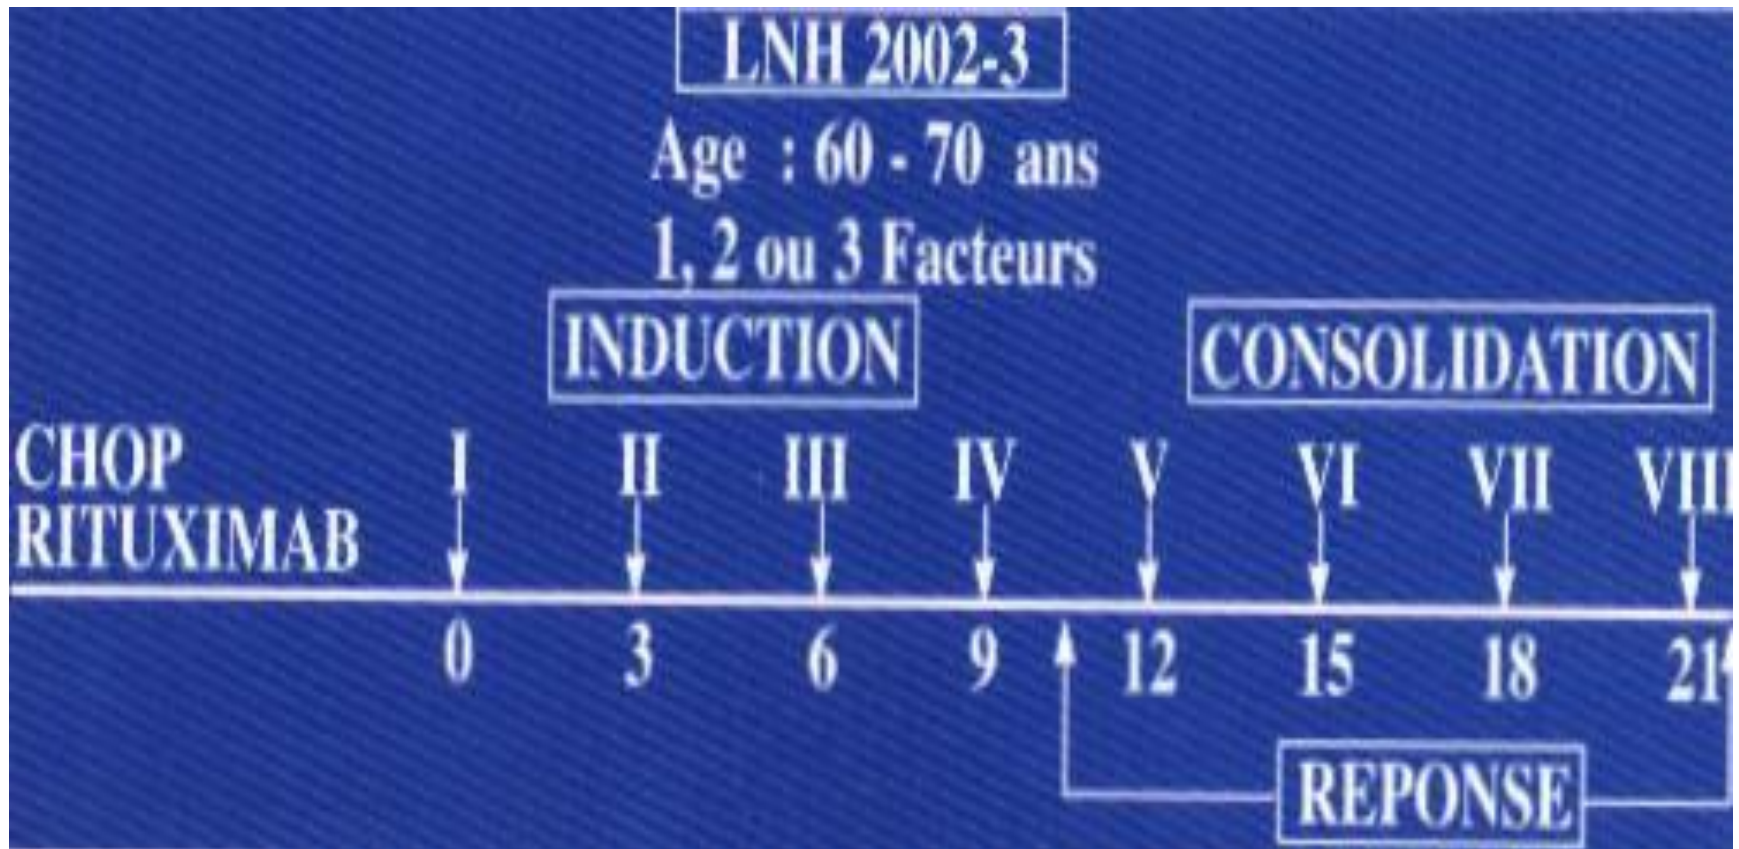 LNH 2002-3
Age : 60 - 70 ans
1, 2 ou 3 Facteurs
INDUCTION
CONSOLIDATION
CHOP I II III IV V VI VII VIII
RITUXIMAB
0 3 6 9 12 15 18 21
REPONSE